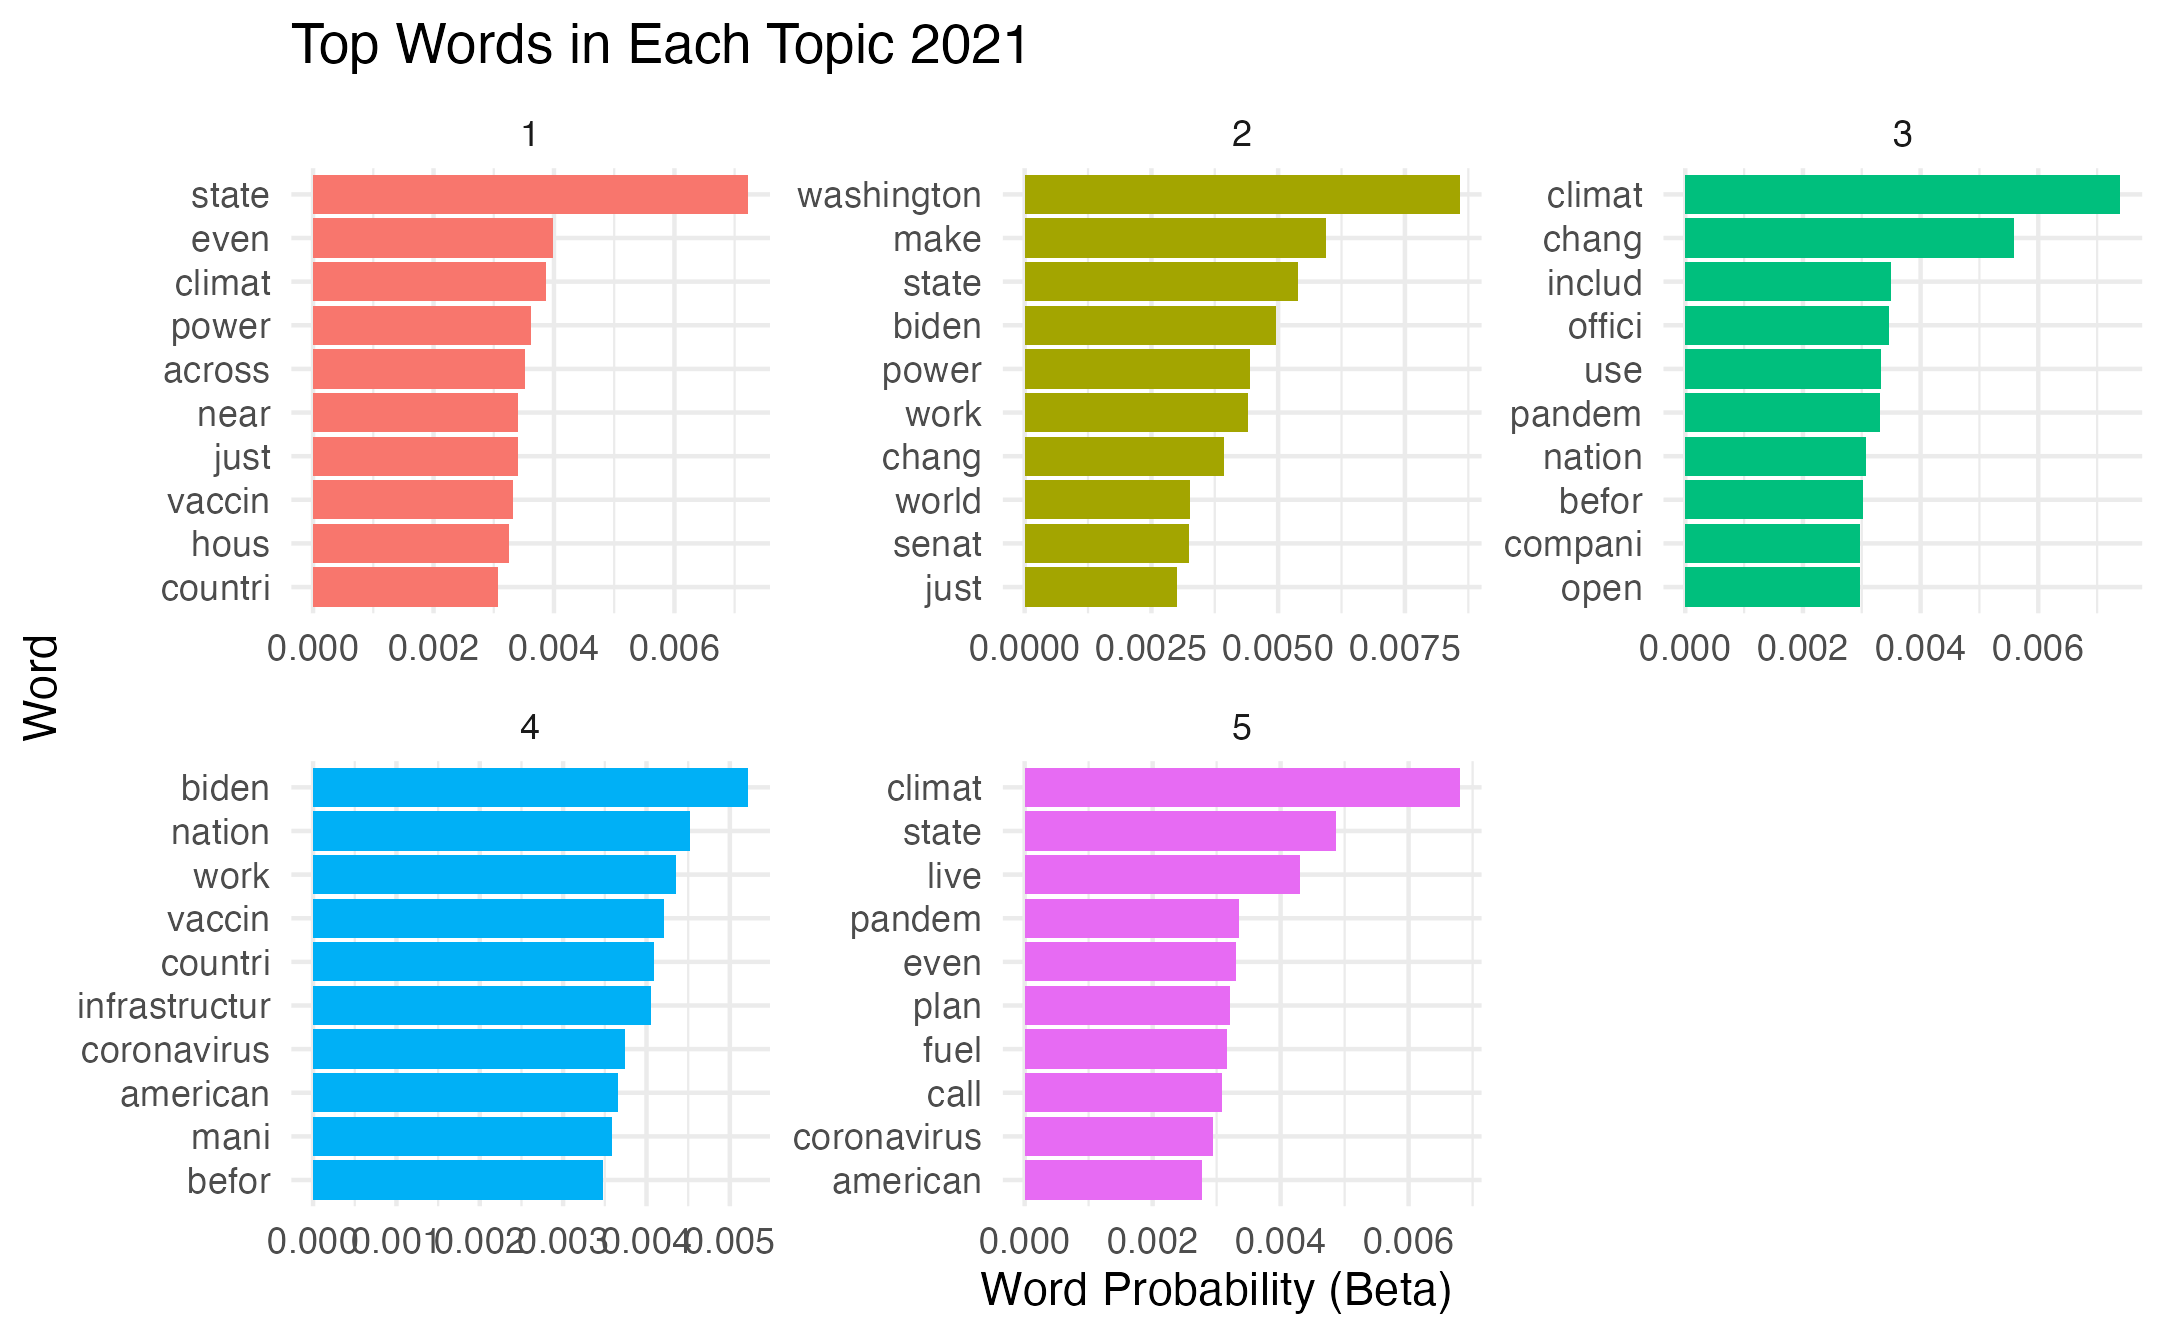 Top Words in Each Topic 2021
1
state
even
climat
power
across
near
just
vaccin
hous
countri
0.000 0.002 0.004 0.006
2
washington
make
state
biden
power
work
chang
world
senat
just
0.0000 0.0025 0.0050 0.0075
3
climat
chang
includ
offici
use
pandem
nation
befor
compani
open
0.000 0.002 0.004 0.006
Word
4
biden
nation
work
vaccin
countri
infrastructur
coronavirus
american
mani
befor
0.000 0.001 0.002 0.003 0.004 0.005
5
climat
state
live
pandem
even
plan
fuel
call
coronavirus
american
0.000 0.002 0.004 0.006
Word Probability (Beta)